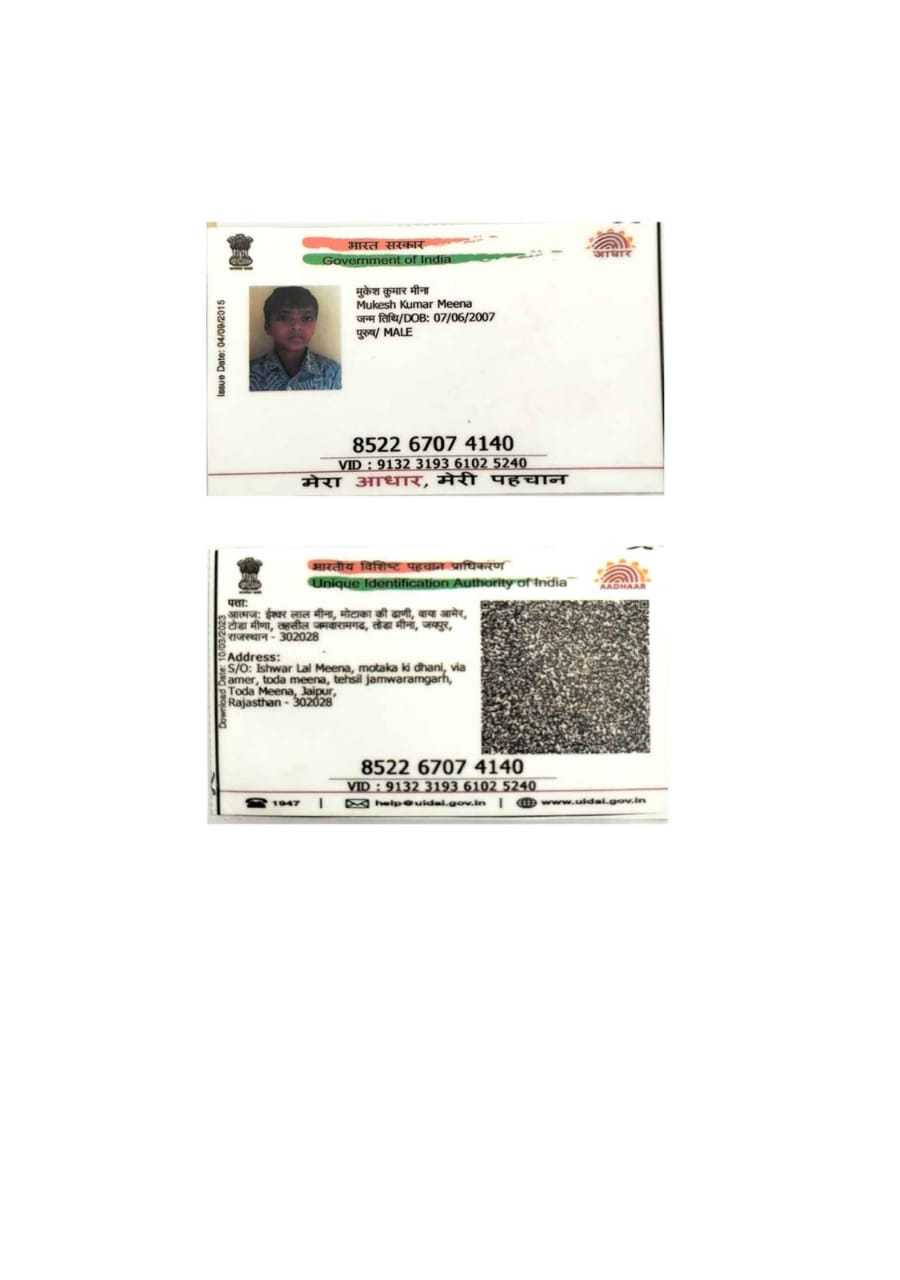 भारत सरकार
Government of India
आधार
Issue Date: 04/09/2015
मुकेश कुमार मीना
Mukesh Kumar Meena
जन्म तिथि/DOB: 07/06/2007
पुरुष/ MALE
8522 6707 4140
VID : 9132 3193 6102 5240
मेरा आधार, मेरी पहचान
भारतीय विशिष्ट पहचान प्राधिकरण
Unique Identification Authority of India
AADHAAR
Download Date: 10/03/2023
पता:
आत्मज: ईश्वर लाल मीना, मोटाका की ढाणी, वाया आमेर,
टोडा मीणा, तहसील जमवारामगढ, तोडा मीना, जयपुर,
राजस्थान - 302028
Address:
S/O: Ishwar Lal Meena, motaka ki dhani, via
amer, toda meena, tehsil jamwaramgarh,
Toda Meena, Jaipur,
Rajasthan - 302028
8522 6707 4140
VID : 9132 3193 6102 5240
1947 | help@uidai.gov.in | www.uidai.gov.in